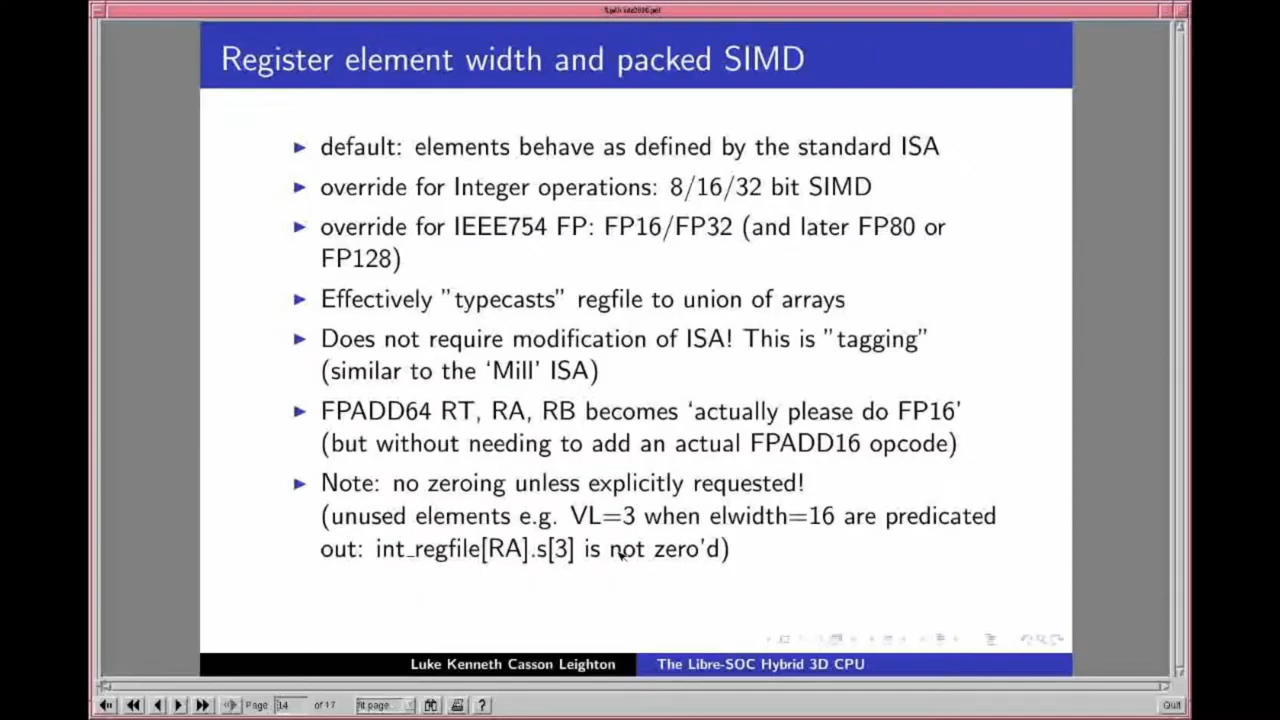 Register element width and packed SIMD
default: elements behave as defined by the standard ISA
override for Integer operations: 8/16/32 bit SIMD
override for IEEE754 FP: FP16/FP32 (and later FP80 or
FP128)
Effectively "typecasts" regfile to union of arrays
Does not require modification of ISA! This is "tagging"
(similar to the 'Mill' ISA)
FPADD64 RT, RA, RB becomes 'actually please do FP16'
(but without needing to add an actual FPADD16 opcode)
Note: no zeroing unless explicitly requested!
(unused elements e.g. VL=3 when elwidth=16 are predicated
out: int_regfile[RA].s[3] is not zero'd)
Luke Kenneth Casson Leighton
The Libre-SOC Hybrid 3D CPU
Page 14 of 17 fit page ? Quit